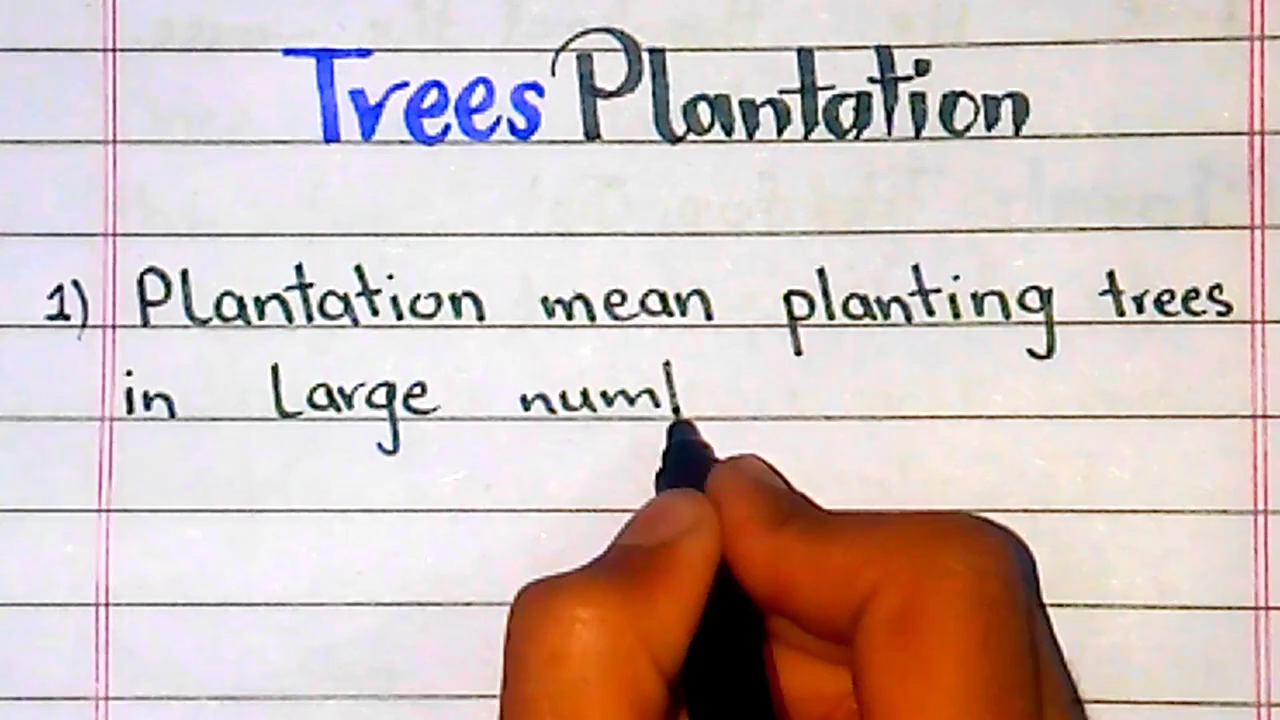 Trees Plantation
1) Plantation mean planting trees
in large num